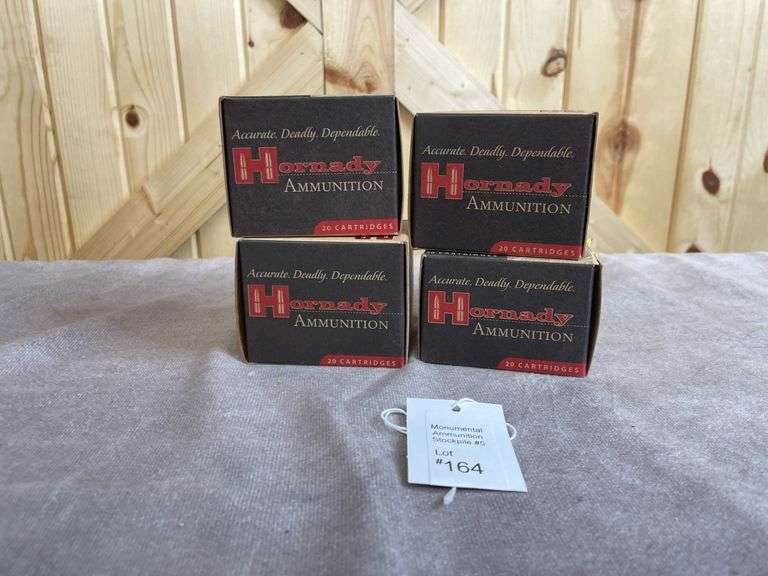 Accurate. Deadly. Dependable.
Hornady
AMMUNITION
20 CARTRIDGES
Accurate. Deadly. Dependable.
Hornady
AMMUNITION
20 CARTRIDGES
Accurate. Deadly. Dependable.
Hornady
AMMUNITION
20 CARTRIDGES
Accurate. Deadly. Dependable.
Hornady
AMMUNITION
20 CARTRIDGES
Monumental
Ammunition
Stockpile #5
Lot
#164